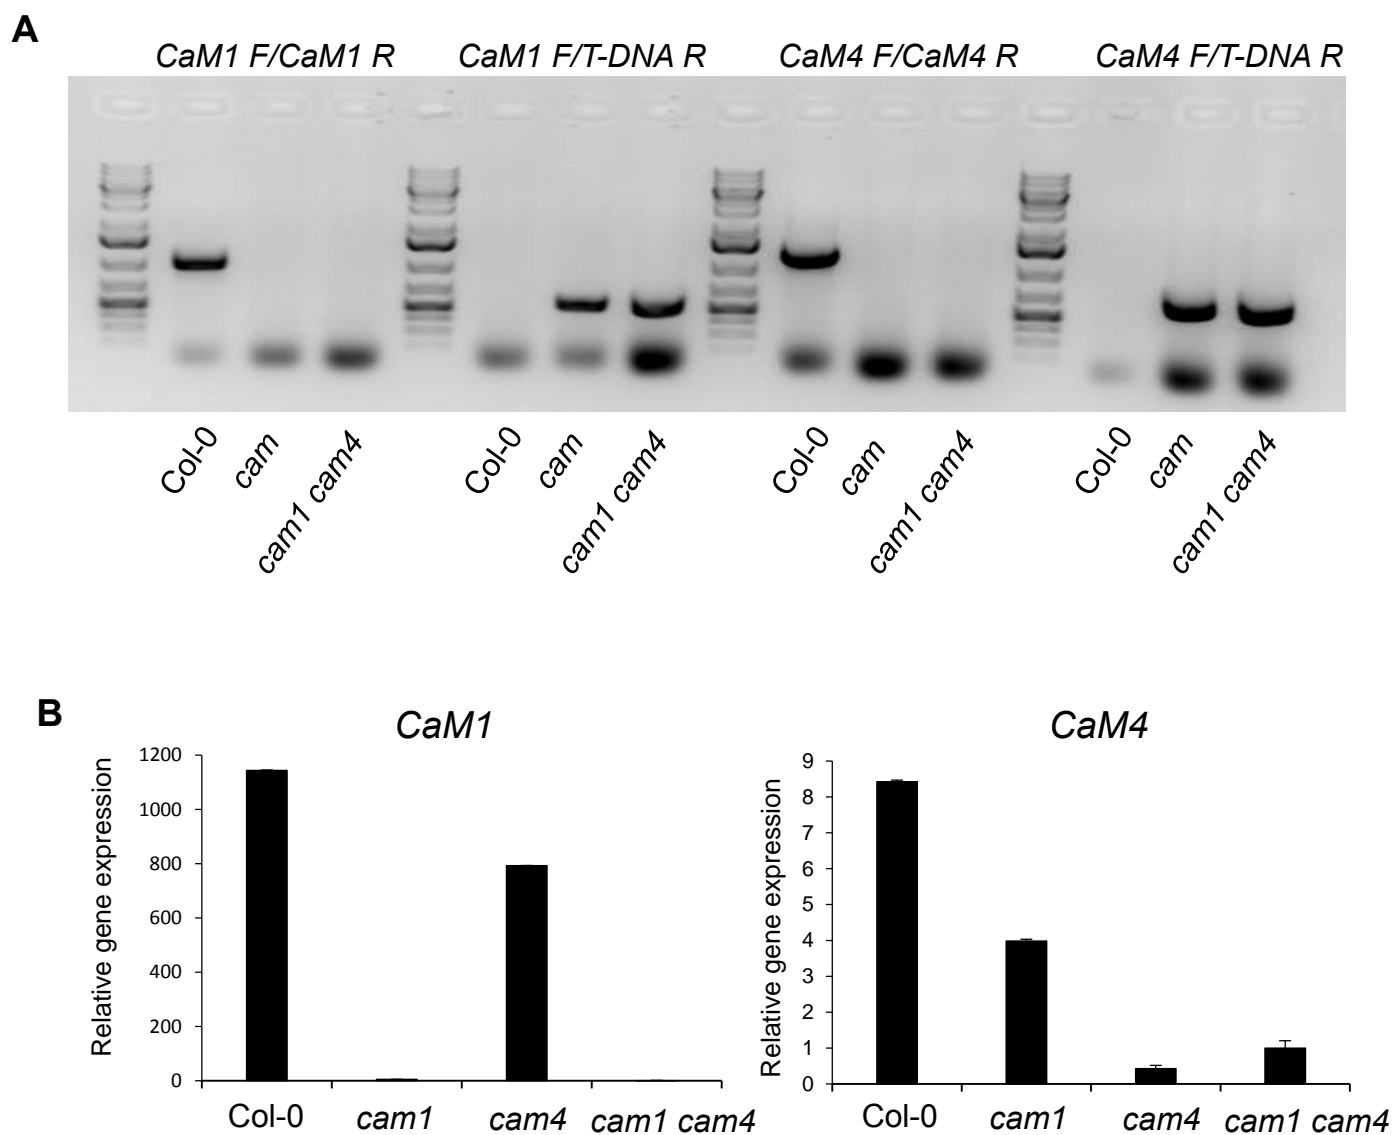 A
CaM1 F/CaM1 R CaM1 F/T-DNA R CaM4 F/CaM4 R CaM4 F/T-DNA R
Col-0 cam cam1 cam4 Col-0 cam cam1 cam4 Col-0 cam cam1 cam4 Col-0 cam cam1 cam4
B
CaM1
Relative gene expression
1200
1000
800
600
400
200
0
Col-0 cam1 cam4 cam1 cam4
CaM4
Relative gene expression
9
8
7
6
5
4
3
2
1
0
Col-0 cam1 cam4 cam1 cam4